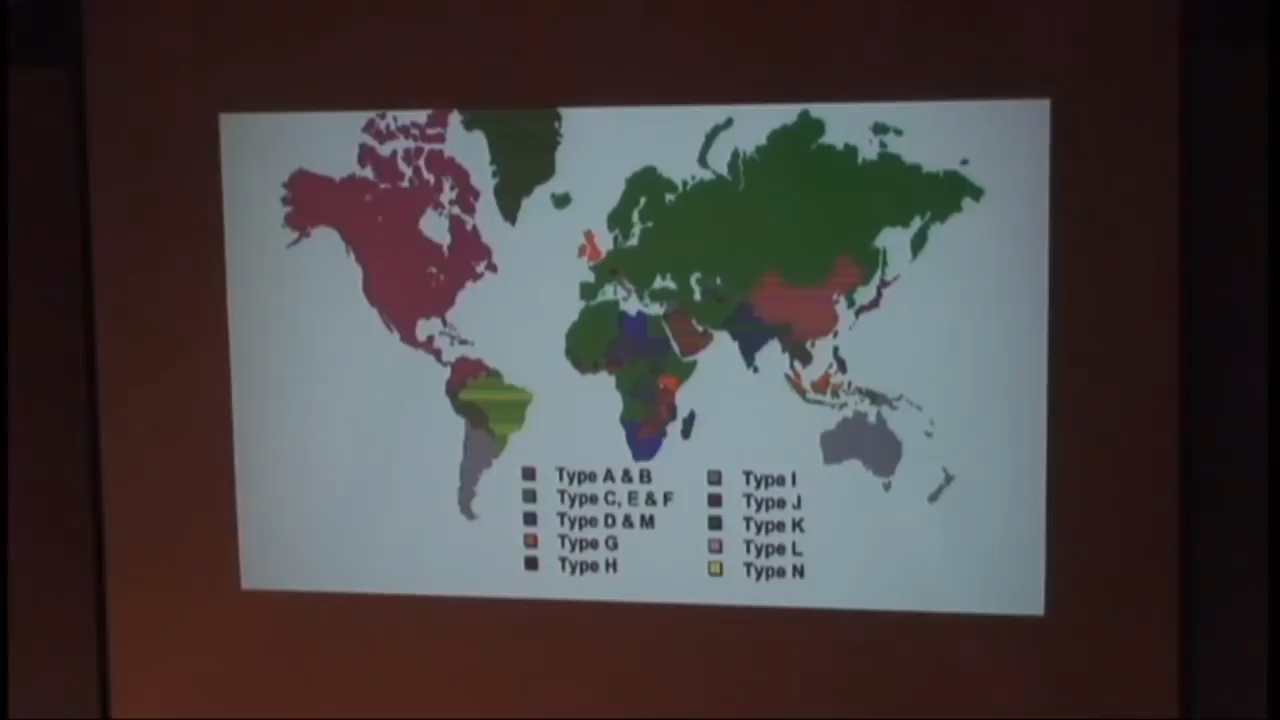 Type A & B
Type C, E & F
Type D & M
Type G
Type H
Type I
Type J
Type K
Type L
Type N